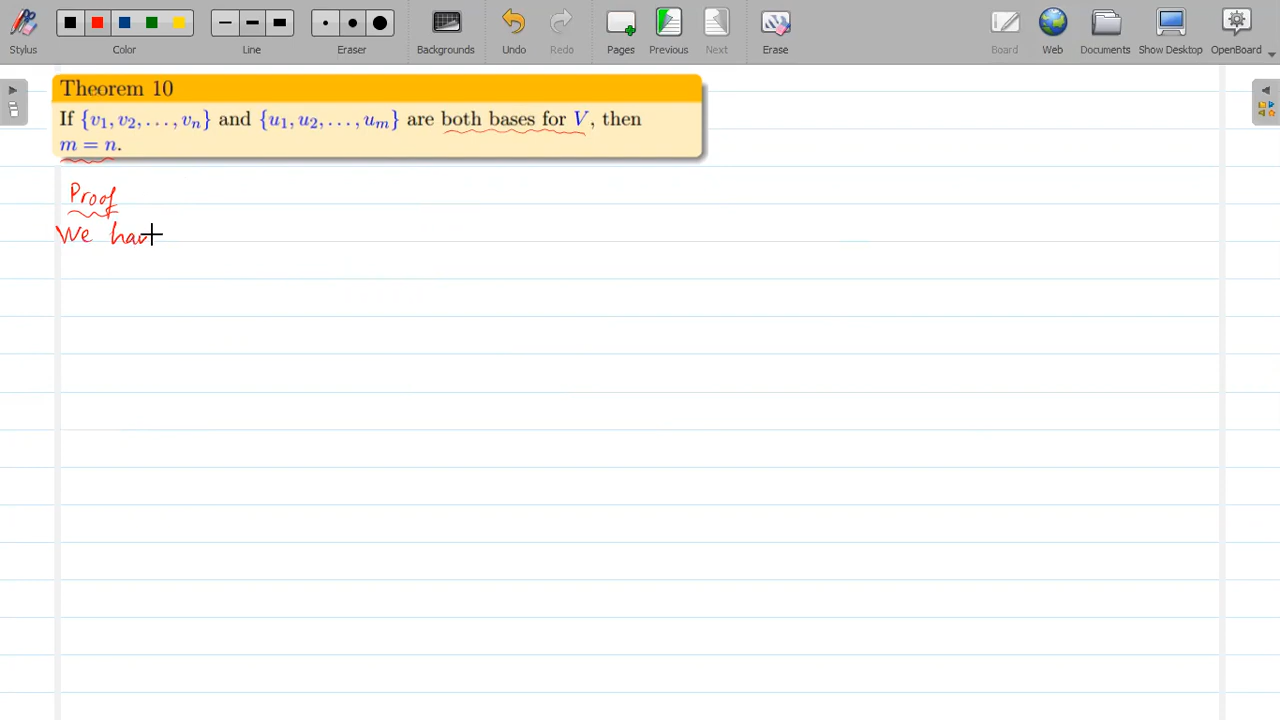 Stylus
Color
Line
Eraser
Backgrounds
Undo
Redo
Pages
Previous
Next
Erase
Board
Web
Documents
Show Desktop
OpenBoard
Theorem 10
If {v₁, v₂, . . . , vₙ} and {u₁, u₂, . . . , uₘ} are both bases for V, then
m = n.
Proof
We hav